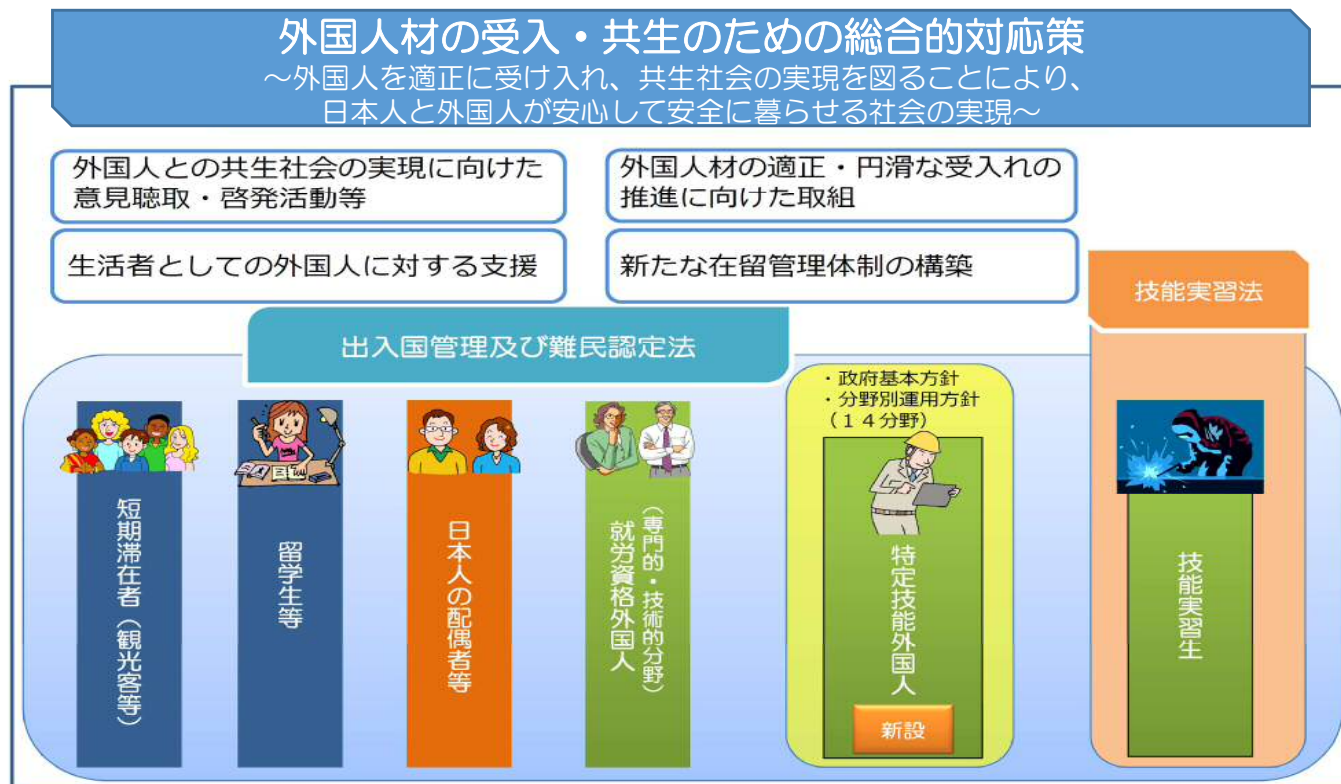 外国人材の受入・共生のための総合的対応策
～外国人を適正に受け入れ、共生社会の実現を図ることにより、
日本人と外国人が安心して安全に暮らせる社会の実現～
外国人との共生社会の実現に向けた
意見聴取・啓発活動等
外国人材の適正・円滑な受入れの
推進に向けた取組
生活者としての外国人に対する支援
新たな在留管理体制の構築
技能実習法
出入国管理及び難民認定法
・政府基本方針
・分野別運用方針
（１４分野）
短期滞在者（観光客等）
留学生等
日本人の配偶者等
（専門的・技術的分野）
就労資格外国人
特定技能外国人
新設
技能実習生